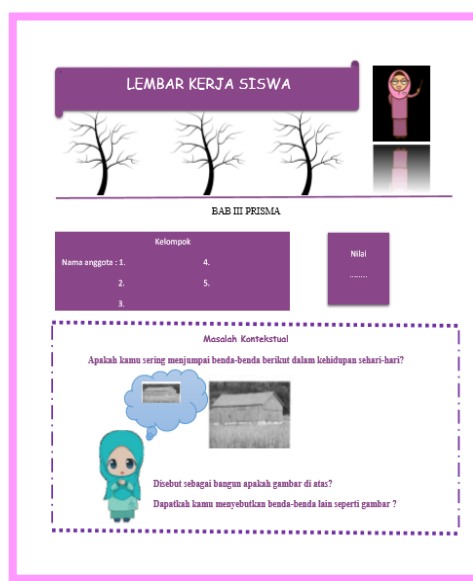 LEMBAR KERJA SISWA
BAB III PRISMA
Kelompok
Nama anggota : 1. 4.
2. 5.
3.
Nilai
........
Masalah Kontekstual
Apakah kamu sering menjumpai benda-benda berikut dalam kehidupan sehari-hari?
Disebut sebagai bangun apakah gambar di atas?
Dapatkah kamu menyebutkan benda-benda lain seperti gambar ?